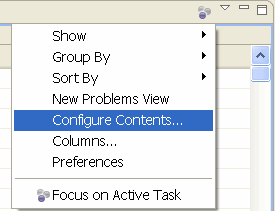 Show
Group By
Sort By
New Problems View
Configure Contents...
Columns...
Preferences
Focus on Active Task